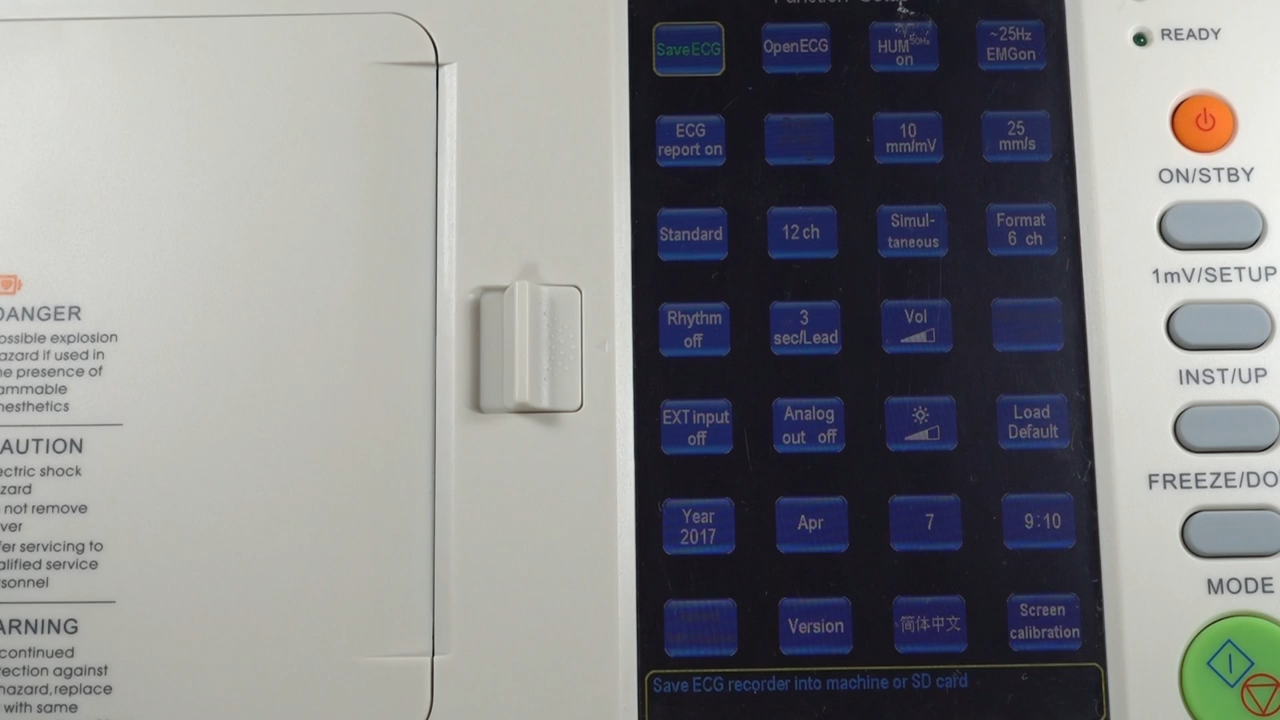 Function Setup
SaveECG
OpenECG
HUM 50Hz
on
~25Hz
EMGon
ECG
report on
10
mm/mV
25
mm/s
Standard
12 ch
Simul-
taneous
Format
6 ch
Rhythm
off
3
sec/Lead
Vol
EXT input
off
Analog
out off
Load
Default
Year
2017
Apr
7
9:10
Version
简体中文
Screen
calibration
Save ECG recorder into machine or SD card
READY
ON/STBY
1mV/SETUP
INST/UP
FREEZE/DO
MODE
DANGER
ossible explosion
azard if used in
he presence of
ammable
nesthetics
AUTION
ectric shock
zard
not remove
ver
fer servicing to
alified service
sonnel
ARNING
continued
tection against
hazard,replace
with same